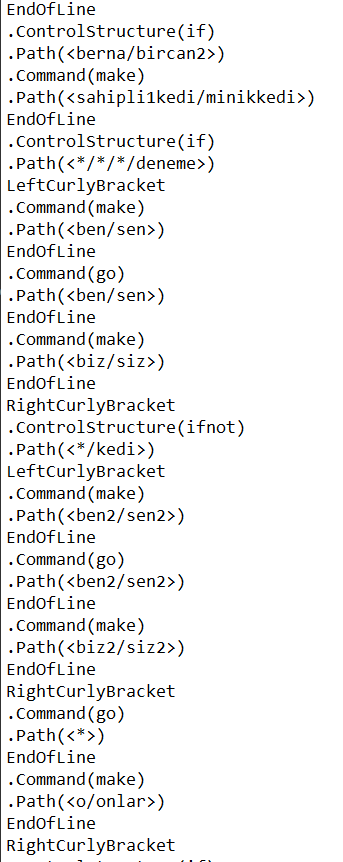 EndOfLine
.ControlStructure(if)
.Path(<berna/bircan2>)
.Command(make)
.Path(<sahipli1kedi/minikkedi>)
EndOfLine
.ControlStructure(if)
.Path(<*/*/*/deneme>)
LeftCurlyBracket
.Command(make)
.Path(<ben/sen>)
EndOfLine
.Command(go)
.Path(<ben/sen>)
EndOfLine
.Command(make)
.Path(<biz/siz>)
EndOfLine
RightCurlyBracket
.ControlStructure(ifnot)
.Path(<*/kedi>)
LeftCurlyBracket
.Command(make)
.Path(<ben2/sen2>)
EndOfLine
.Command(go)
.Path(<ben2/sen2>)
EndOfLine
.Command(make)
.Path(<biz2/siz2>)
EndOfLine
RightCurlyBracket
.Command(go)
.Path(<*>)
EndOfLine
.Command(make)
.Path(<o/onlar>)
EndOfLine
RightCurlyBracket